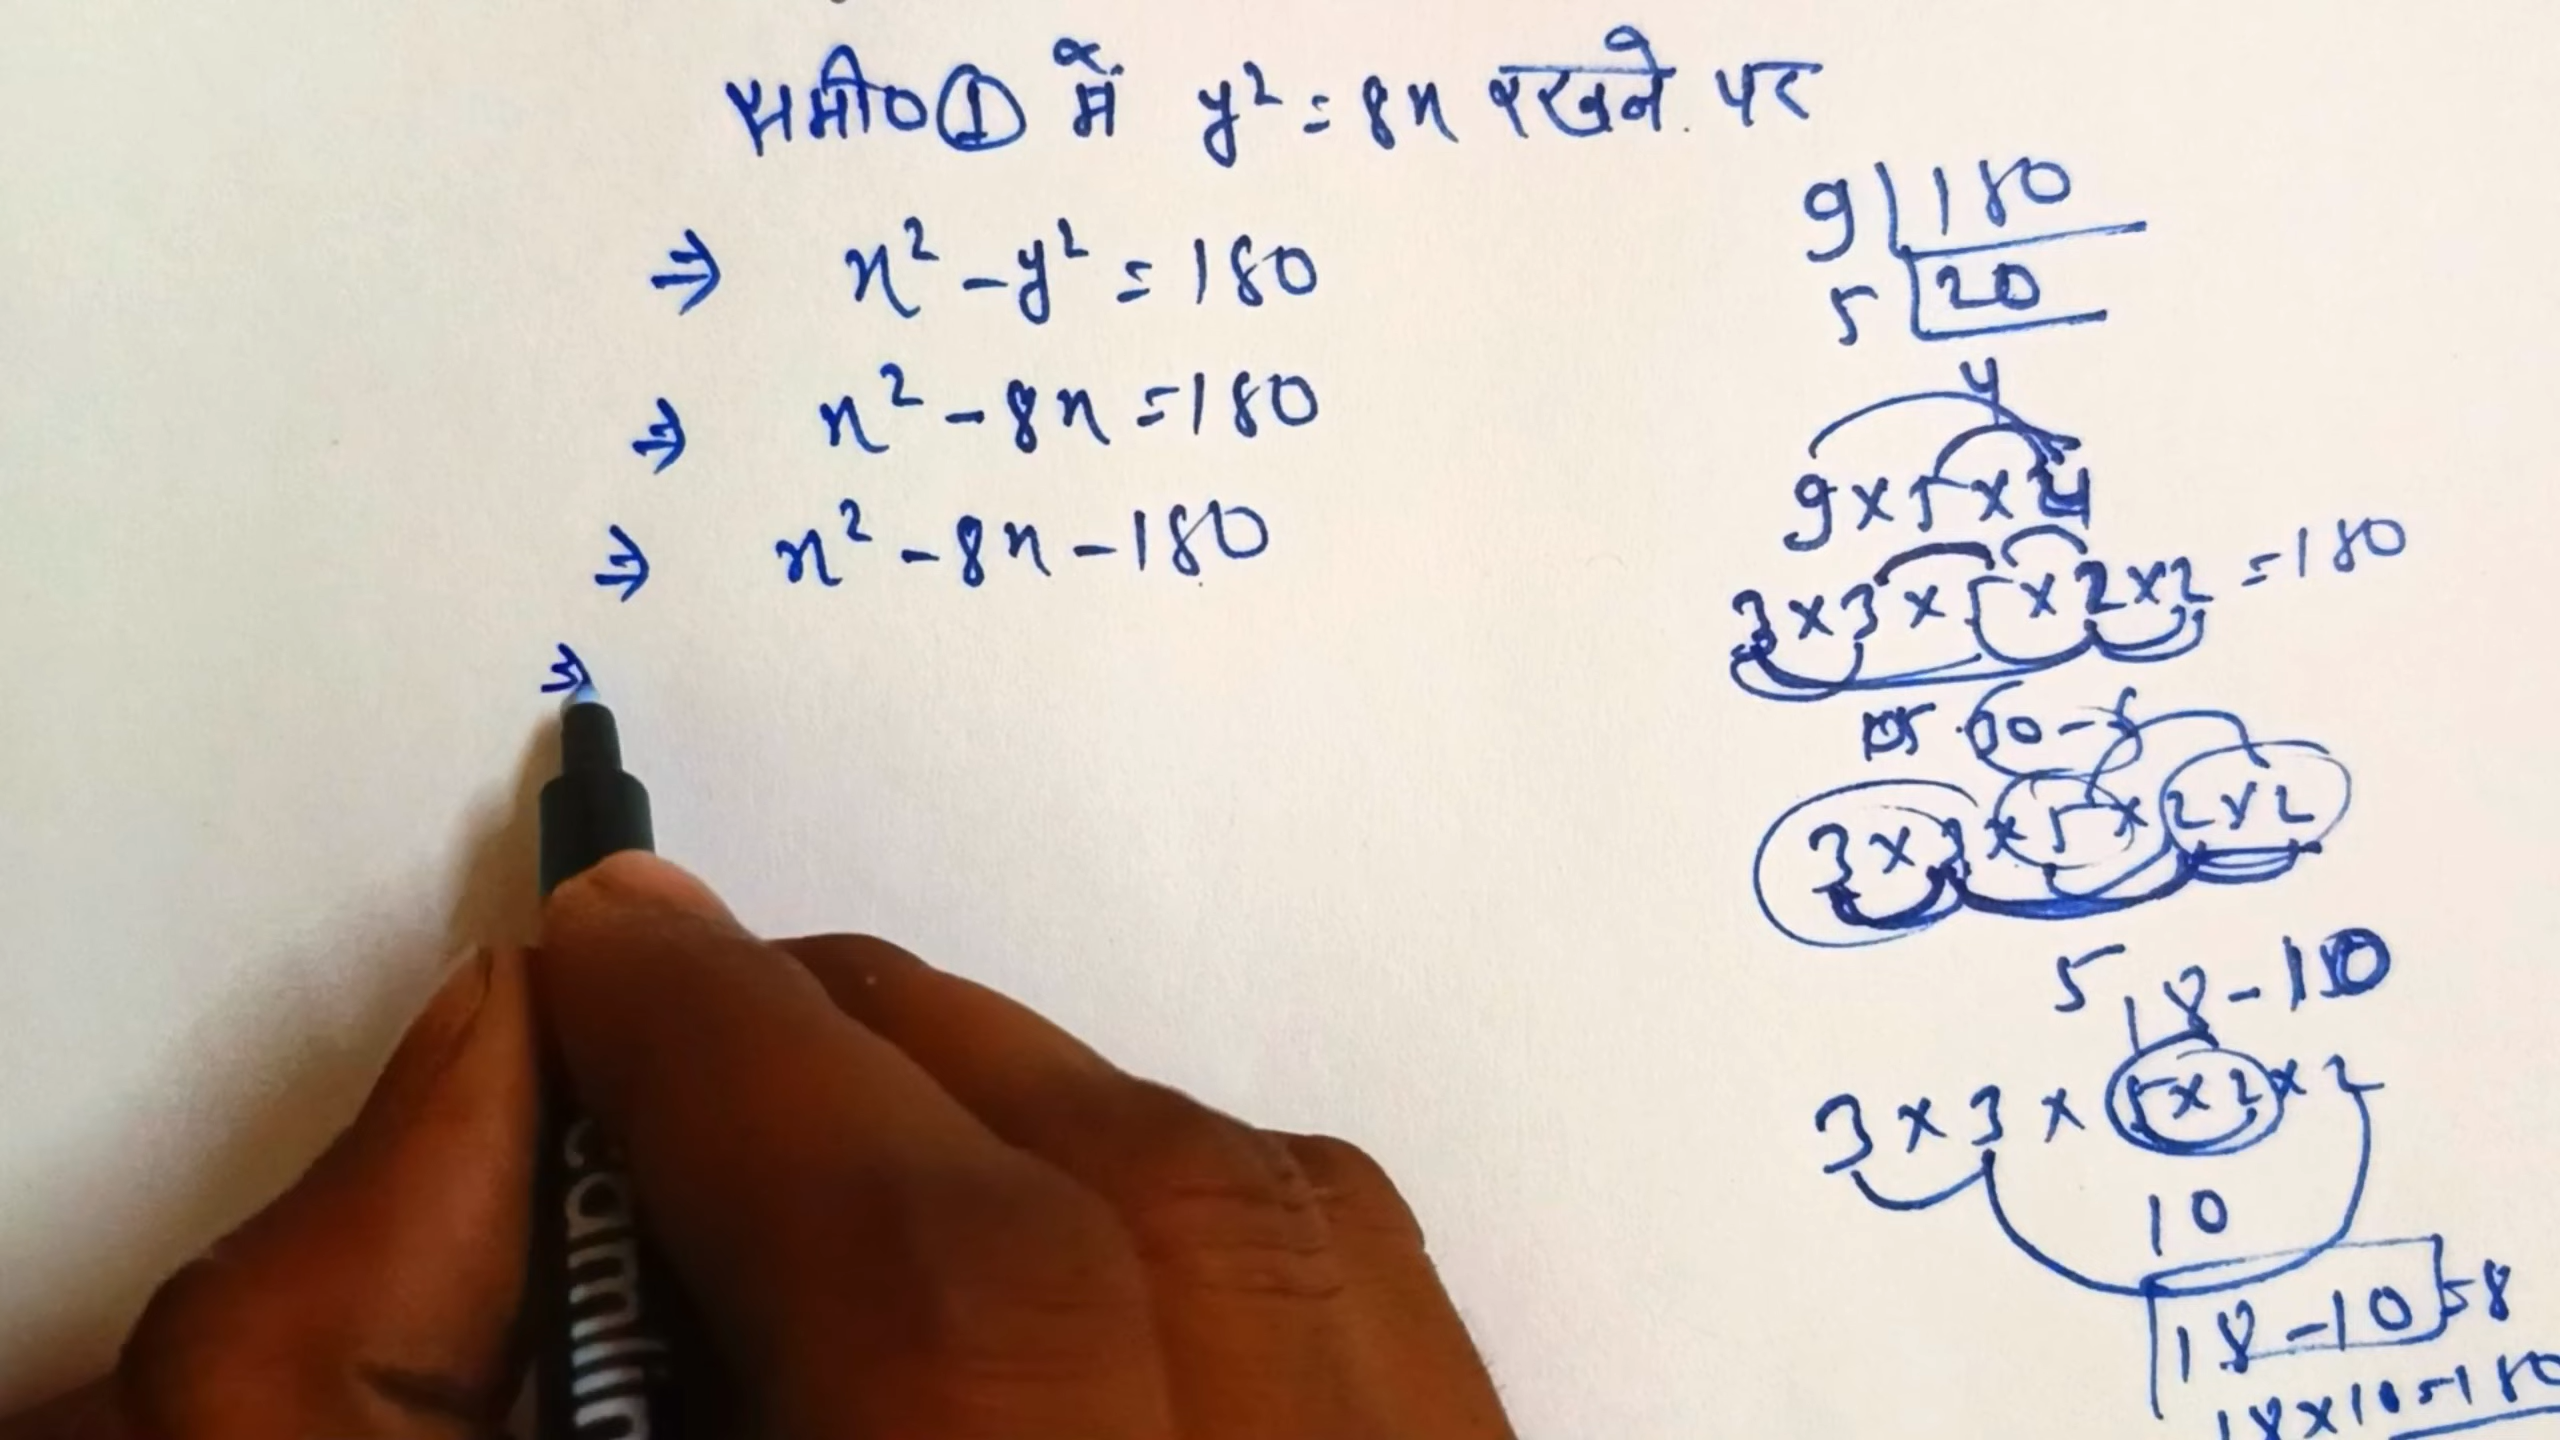 समी० ① में y² = 8x रखने पर
⇒ x² - y² = 180
⇒ x² - 8x = 180
⇒ x² - 8x - 180
⇒
9 | 180
5 | 20
4
9 × 5 × 4
3 × 3 × 5 × 2 × 2 = 180
3 × 3 × 5 × 2 × 2
5
18 - 10
3 × 3 × 5 × 2 × 2
10
18 - 10 = 8
18 × 10 = 180
camlin